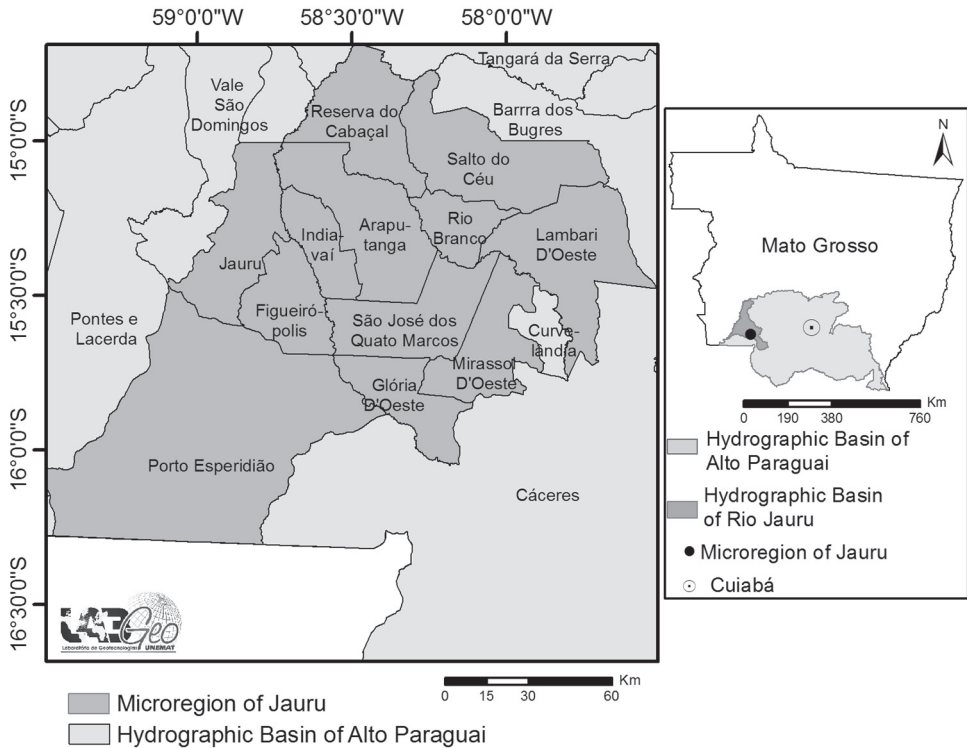 59°0'0"W
58°30'0"W
58°0'0"W
15°0'0"S
15°30'0"S
16°0'0"S
16°30'0"S
Tangará da Serra
Vale
São
Domingos
Reserva do
Cabaçal
Barrra dos
Bugres
Salto do
Céu
Rio
Branco
Arapu-
tanga
India-
vaí
Lambari
D'Oeste
Jauru
Figueiró-
polis
São José dos
Quato Marcos
Curve-
lândia
Pontes e
Lacerda
Mirassol
D'Oeste
Glória
D'Oeste
Porto Esperidião
Cáceres
LABGeo
Laboratório de Geotecnologias UNEMAT
Km
0 15 30 60
Microregion of Jauru
Hydrographic Basin of Alto Paraguai
N
Mato Grosso
Km
0 190 380 760
Hydrographic Basin of
Alto Paraguai
Hydrographic Basin
of Rio Jauru
Microregion of Jauru
Cuiabá